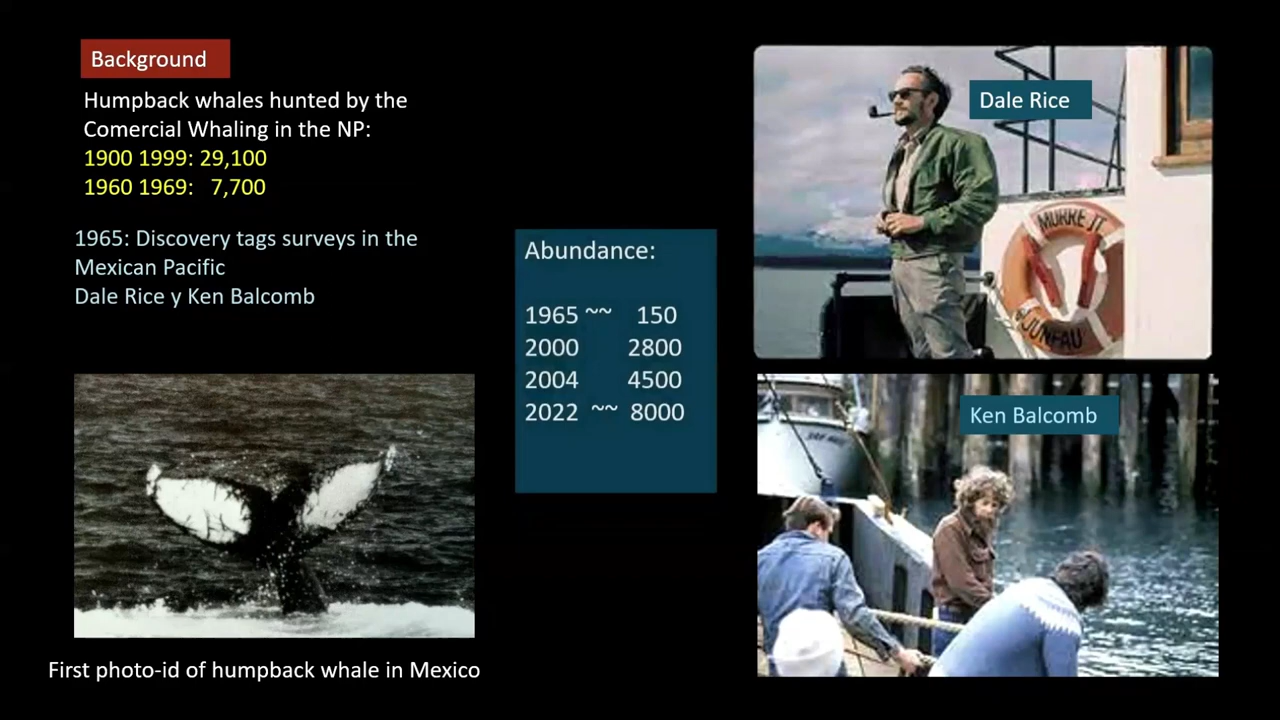 Background
Humpback whales hunted by the
Comercial Whaling in the NP:
1900 1999: 29,100
1960 1969: 7,700
1965: Discovery tags surveys in the
Mexican Pacific
Dale Rice y Ken Balcomb
Abundance:
1965 ~~ 150
2000 2800
2004 4500
2022 ~~ 8000
First photo-id of humpback whale in Mexico
Dale Rice
MURRE II
JUNEAU
Ken Balcomb